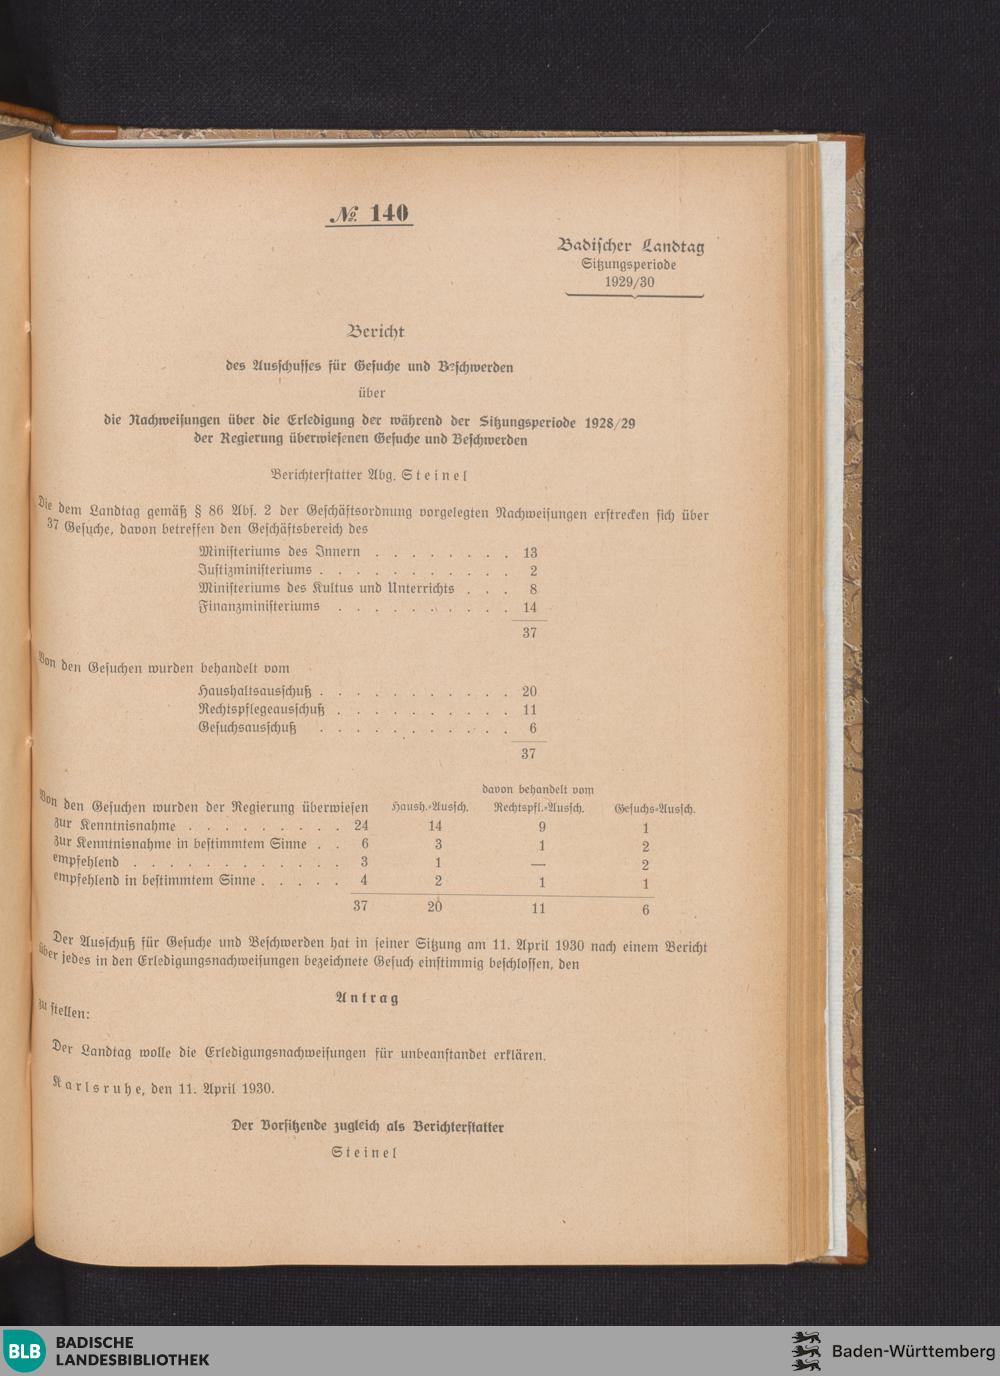 № 140
Badischer Landtag
Sitzungsperiode
1929/30
Bericht
des Ausschusses für Gesuche und Beschwerden
über
die Nachweisungen über die Erledigung der während der Sitzungsperiode 1928/29
der Regierung überwiesenen Gesuche und Beschwerden
Berichterstatter Abg. Steinel
Die dem Landtag gemäß § 86 Abs. 2 der Geschäftsordnung vorgelegten Nachweisungen erstrecken sich über
37 Gesuche, davon betreffen den Geschäftsbereich des
Ministeriums des Innern . . . . . . . . 13
Justizministeriums . . . . . . . . . . . 2
Ministeriums des Kultus und Unterrichts . . . 8
Finanzministeriums . . . . . . . . . . 14
37
Von den Gesuchen wurden behandelt vom
Haushaltsausschuß . . . . . . . . . . . 20
Rechtspflegeausschuß . . . . . . . . . . 11
Gesuchsausschuß . . . . . . . . . . . 6
37
davon behandelt vom
Von den Gesuchen wurden der Regierung überwiesen Haush.-Aussch. Rechtspfl.-Aussch. Gesuchs-Aussch.
zur Kenntnisnahme . . . . . . . . . 24 14 9 1
zur Kenntnisnahme in bestimmtem Sinne . . 6 3 1 2
empfehlend . . . . . . . . . . . . 3 1 — 2
empfehlend in bestimmtem Sinne . . . . . 4 2 1 1
37 20 11 6
Der Ausschuß für Gesuche und Beschwerden hat in seiner Sitzung am 11. April 1930 nach einem Bericht
über jedes in den Erledigungsnachweisungen bezeichnete Gesuch einstimmig beschlossen, den
Antrag
zu stellen:
Der Landtag wolle die Erledigungsnachweisungen für unbeanstandet erklären.
Karlsruhe, den 11. April 1930.
Der Vorsitzende zugleich als Berichterstatter
Steinel
BLB BADISCHE
LANDESBIBLIOTHEK
Baden-Württemberg